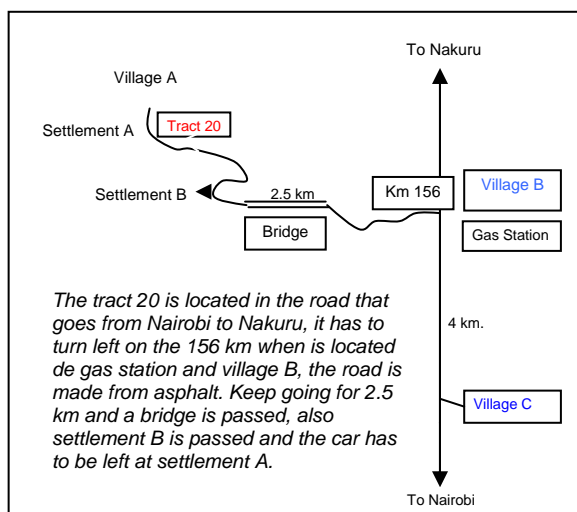 To Nakuru
Village A
Settlement A
Tract 20
Settlement B
2.5 km
Km 156
Village B
Bridge
Gas Station
4 km.
The tract 20 is located in the road that
goes from Nairobi to Nakuru, it has to
turn left on the 156 km when is located
de gas station and village B, the road is
made from asphalt. Keep going for 2.5
km and a bridge is passed, also
settlement B is passed and the car has
to be left at settlement A.
Village C
To Nairobi